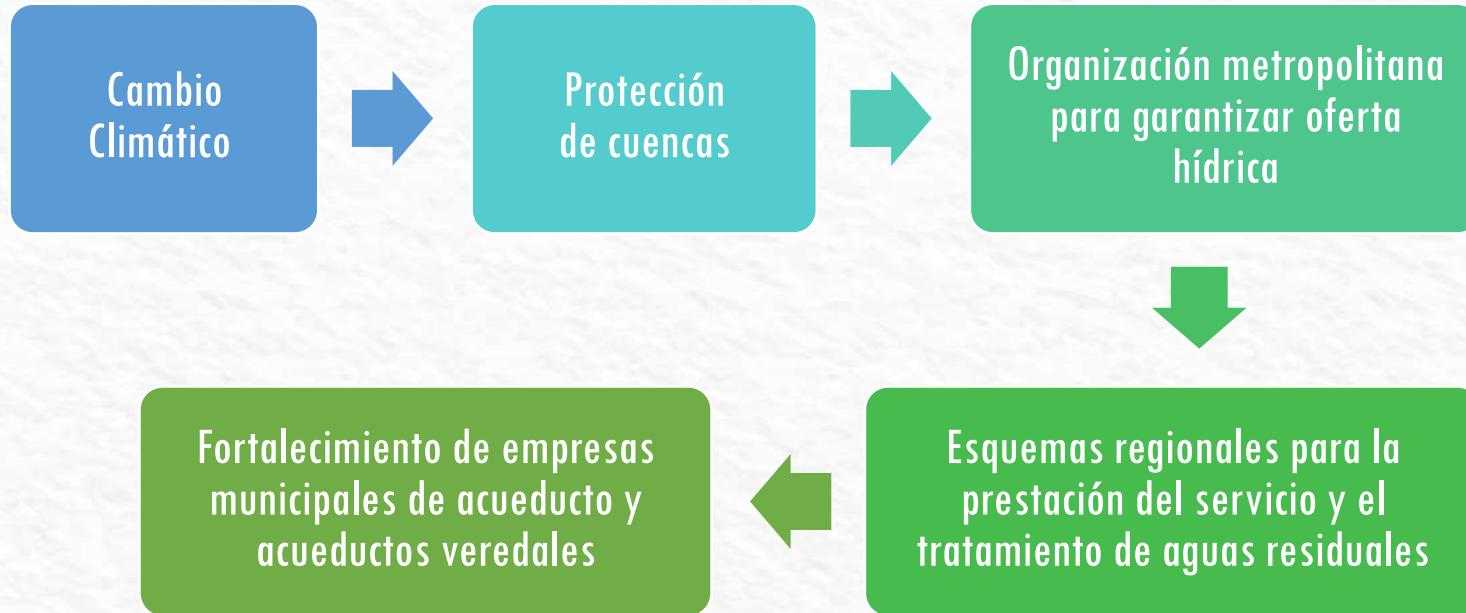 Cambio
Climático
Protección
de cuencas
Organización metropolitana
para garantizar oferta
hídrica
Esquemas regionales para la
prestación del servicio y el
tratamiento de aguas residuales
Fortalecimiento de empresas
municipales de acueducto y
acueductos veredales